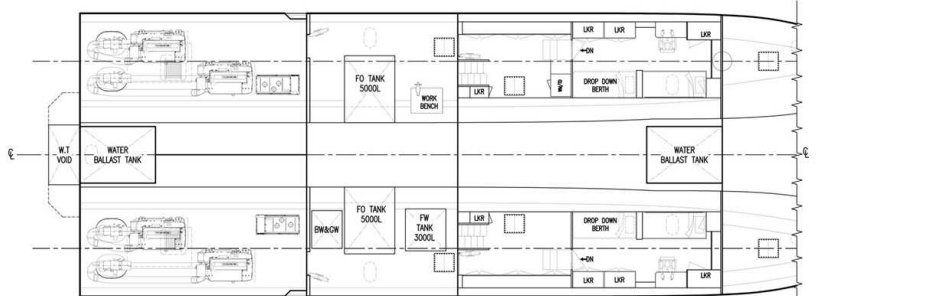 LKR LKR
LKR
DN
FO TANK
5000L
WORK
BENCH
LKR
DROP DOWN
BERTH
W.T
VOID
WATER
BALLAST TANK
WATER
BALLAST TANK
FO TANK
5000L
BW&GW
FW
TANK
3000L
LKR
DROP DOWN
BERTH
DN
LKR LKR
LKR